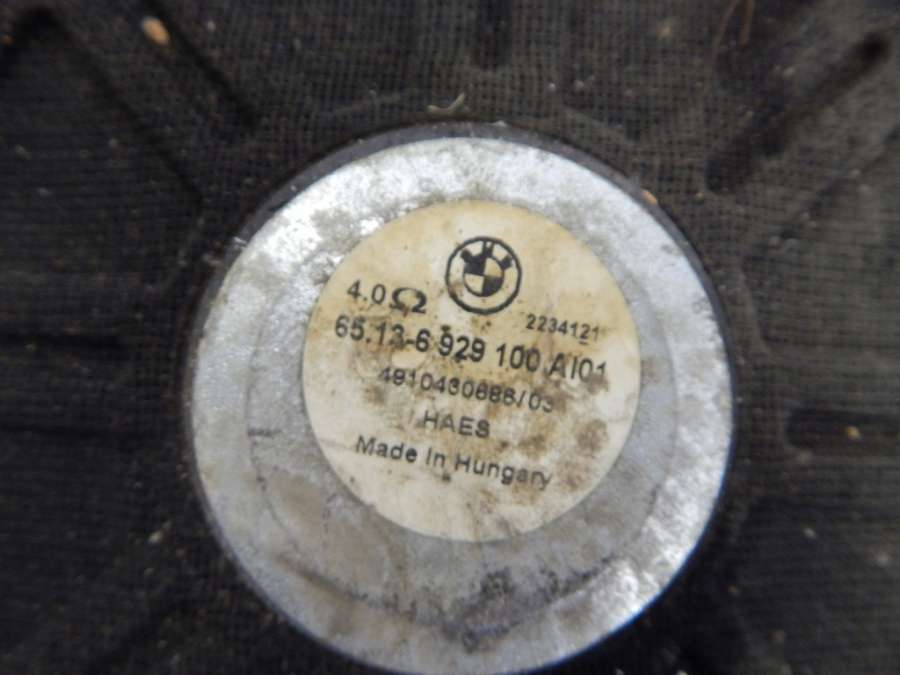 4.0Ω
2234121
65.13-6 929 100 AI01
4910430686/03
HAES
Made In Hungary